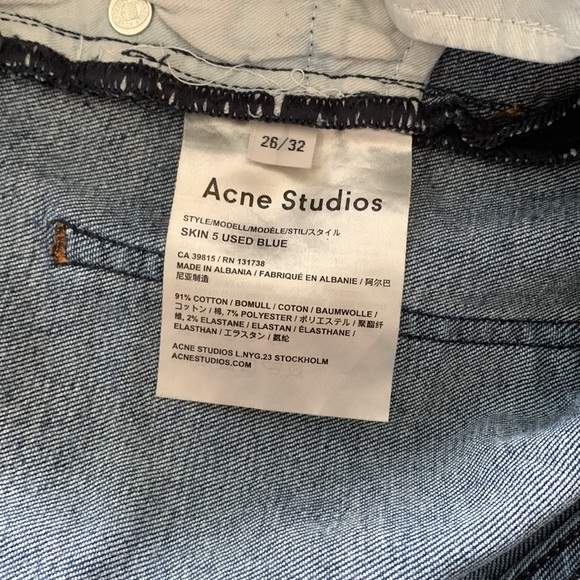 26/32
Acne Studios
STYLE/MODELL/MODÈLE/STIL/スタイル
SKIN 5 USED BLUE
CA 39815 / RN 131738
MADE IN ALBANIA / FABRIQUÉ EN ALBANIE / 阿尔巴
尼亚制造
91% COTTON / BOMULL / COTON / BAUMWOLLE /
コットン / 棉, 7% POLYESTER / ポリエステル / 聚酯纤
维, 2% ELASTANE / ELASTAN / ÉLASTHANE /
ELASTHAN / エラスタン / 氨纶
ACNE STUDIOS L.NYG.23 STOCKHOLM
ACNESTUDIOS.COM